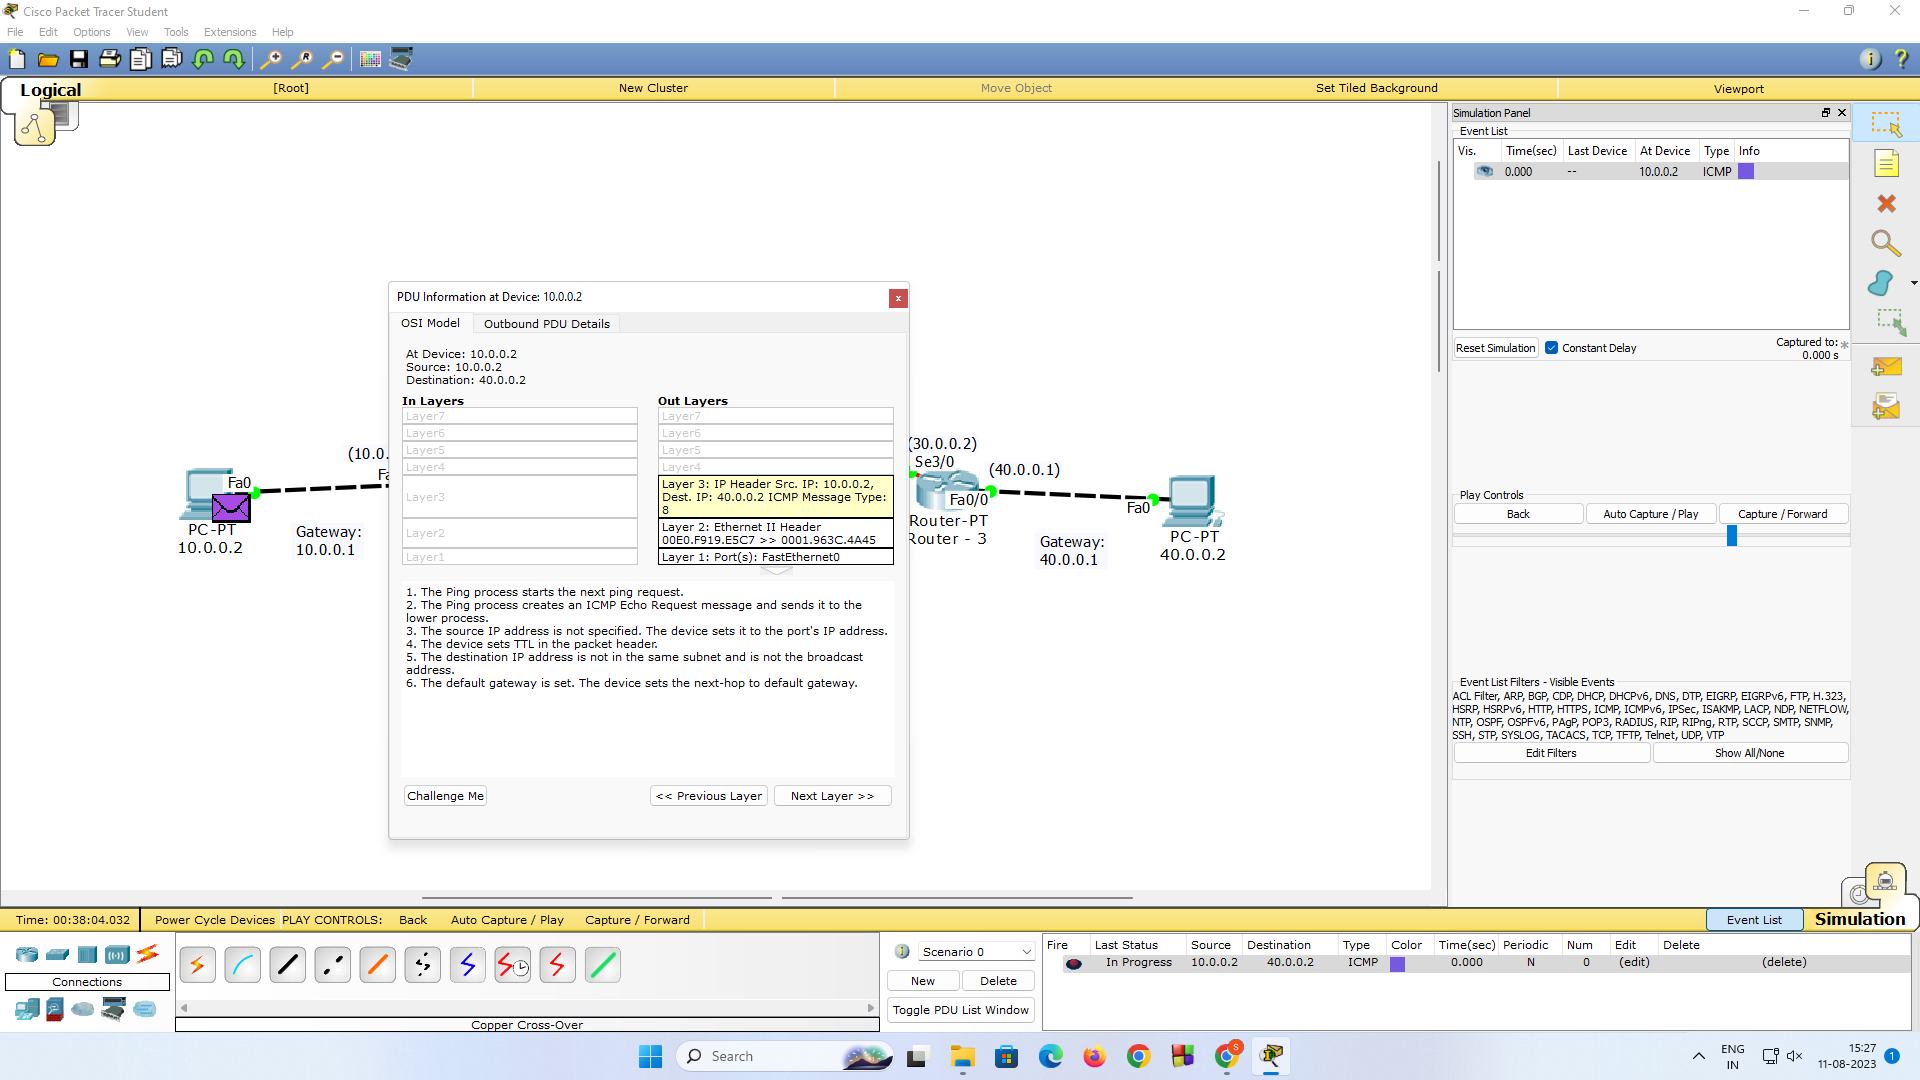 Cisco Packet Tracer Student
File Edit Options View Tools Extensions Help
Logical
[Root]
New Cluster
Move Object
Set Tiled Background
Viewport
PDU Information at Device: 10.0.0.2
x
OSI Model
Outbound PDU Details
At Device: 10.0.0.2
Source: 10.0.0.2
Destination: 40.0.0.2
In Layers
Layer7
Layer6
Layer5
Layer4
Layer3
Layer2
Layer1
Out Layers
Layer7
Layer6
Layer5
Layer4
Layer 3: IP Header Src. IP: 10.0.0.2,
Dest. IP: 40.0.0.2 ICMP Message Type:
8
Layer 2: Ethernet II Header
00E0.F919.E5C7 >> 0001.963C.4A45
Layer 1: Port(s): FastEthernet0
1. The Ping process starts the next ping request.
2. The Ping process creates an ICMP Echo Request message and sends it to the
lower process.
3. The source IP address is not specified. The device sets it to the port's IP address.
4. The device sets TTL in the packet header.
5. The destination IP address is not in the same subnet and is not the broadcast
address.
6. The default gateway is set. The device sets the next-hop to default gateway.
Challenge Me
<< Previous Layer
Next Layer >>
(10.0.
Fa
Fa0
PC-PT
10.0.0.2
Gateway:
10.0.0.1
(30.0.0.2)
Se3/0
(40.0.0.1)
Fa0/0
Router-PT
Router - 3
Fa0
Gateway:
40.0.0.1
PC-PT
40.0.0.2
Simulation Panel
Event List
Vis. Time(sec) Last Device At Device Type Info
0.000 -- 10.0.0.2 ICMP
Reset Simulation
Constant Delay
Captured to: *
0.000 s
Play Controls
Back
Auto Capture / Play
Capture / Forward
Event List Filters - Visible Events
ACL Filter, ARP, BGP, CDP, DHCP, DHCPv6, DNS, DTP, EIGRP, EIGRPv6, FTP, H.323,
HSRP, HSRPv6, HTTP, HTTPS, ICMP, ICMPv6, IPSec, ISAKMP, LACP, NDP, NETFLOW,
NTP, OSPF, OSPFv6, PAgP, POP3, RADIUS, RIP, RIPng, RTP, SCCP, SMTP, SNMP,
SSH, STP, SYSLOG, TACACS, TCP, TFTP, Telnet, UDP, VTP
Edit Filters
Show All/None
Time: 00:38:04.032
Power Cycle Devices PLAY CONTROLS: Back Auto Capture / Play Capture / Forward
Event List
Simulation
Connections
Copper Cross-Over
Scenario 0
New
Delete
Toggle PDU List Window
Fire Last Status Source Destination Type Color Time(sec) Periodic Num Edit Delete
In Progress 10.0.0.2 40.0.0.2 ICMP 0.000 N 0 (edit) (delete)
Search
S
ENG
IN
15:27
11-08-2023
1